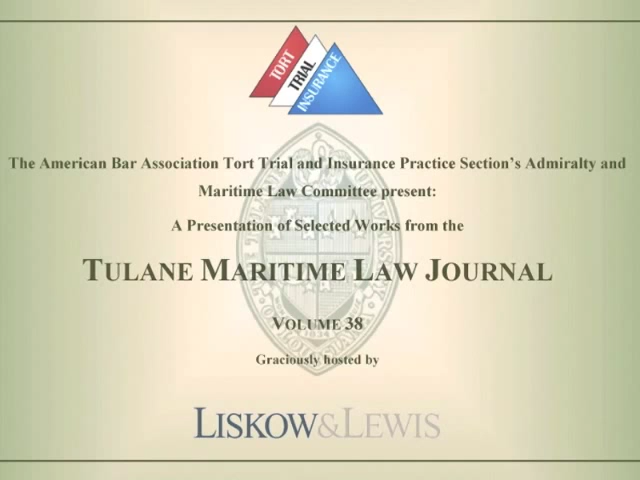 TORT
TRIAL
INSURANCE
The American Bar Association Tort Trial and Insurance Practice Section's Admiralty and
Maritime Law Committee present:
A Presentation of Selected Works from the
TULANE MARITIME LAW JOURNAL
VOLUME 38
Graciously hosted by
LISKOW&LEWIS